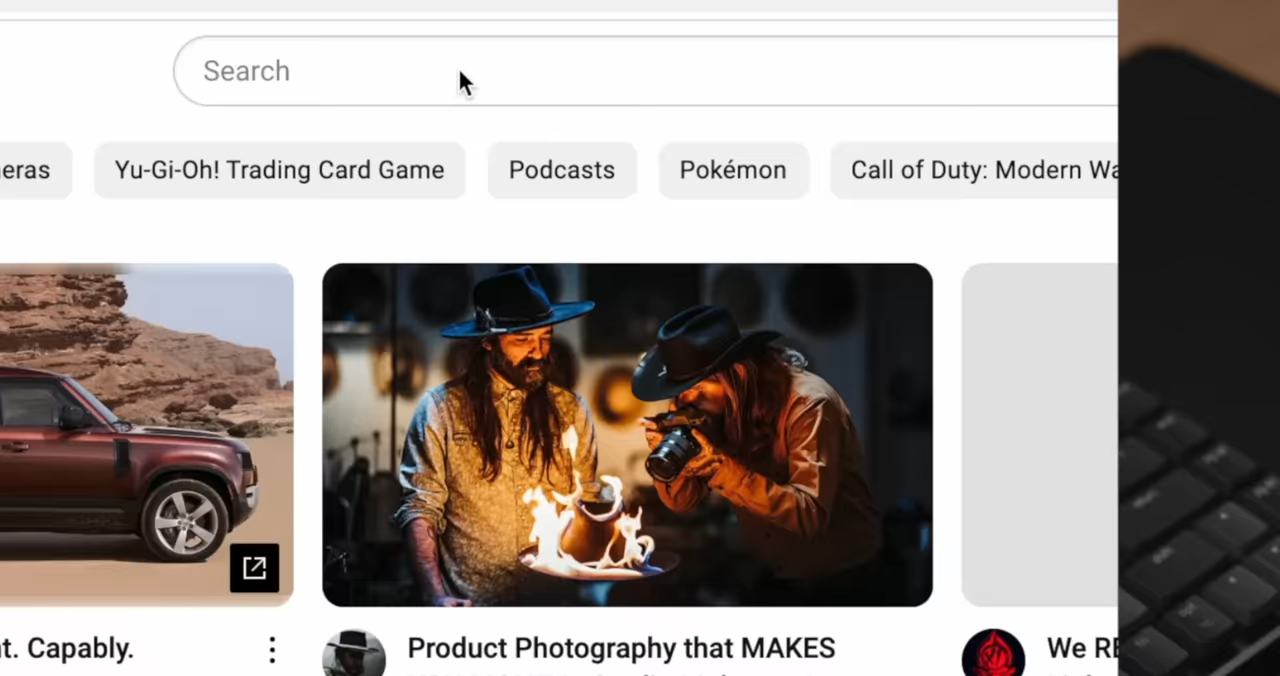 Search
eras
Yu-Gi-Oh! Trading Card Game
Podcasts
Pokémon
Call of Duty: Modern Wa
t. Capably.
Product Photography that MAKES
We RE